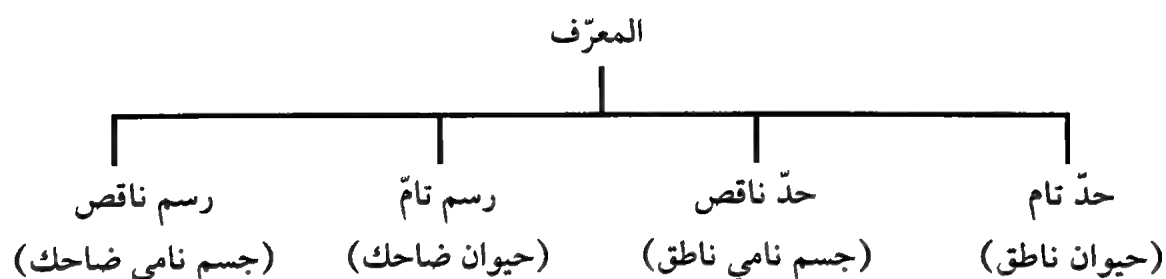 المعرّف
حدّ تام
حدّ ناقص
رسم تامّ
رسم ناقص
(حيوان ناطق)
(جسم نامي ناطق)
(حيوان ضاحك)
(جسم نامي ضاحك)